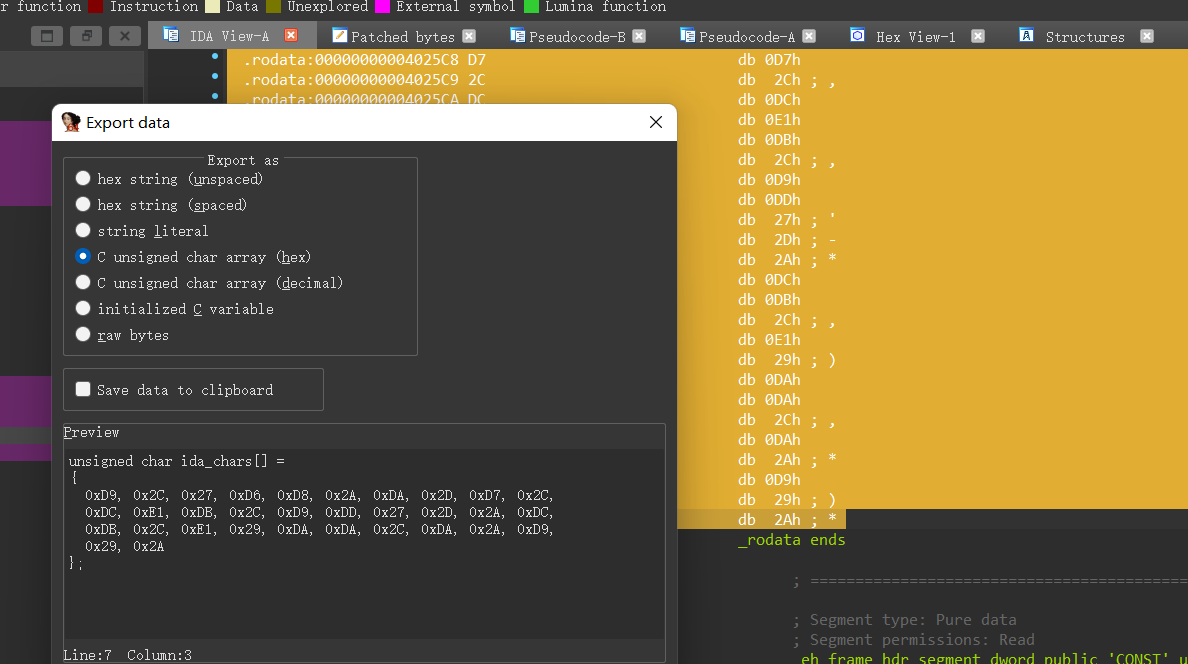 r function Instruction Data Unexplored External symbol Lumina function
IDA View-A Patched bytes Pseudocode-B Pseudocode-A Hex View-1 Structures
.rodata:00000000004025C8 D7 db 0D7h
.rodata:00000000004025C9 2C db 2Ch ; ,
.rodata:00000000004025CA DC db 0DCh
db 0E1h
db 0DBh
db 2Ch ; ,
db 0D9h
db 0DDh
db 27h ; '
db 2Dh ; -
db 2Ah ; *
db 0DCh
db 0DBh
db 2Ch ; ,
db 0E1h
db 29h ; )
db 0DAh
db 0DAh
db 2Ch ; ,
db 0DAh
db 2Ah ; *
db 0D9h
db 29h ; )
db 2Ah ; *
_rodata ends
; ==========================================
; Segment type: Pure data
; Segment permissions: Read
eh_frame_hdr segment dword public 'CONST' u
Export data
Export as
hex string (unspaced)
hex string (spaced)
string literal
C unsigned char array (hex)
C unsigned char array (decimal)
initialized C variable
raw bytes
Save data to clipboard
Preview
unsigned char ida_chars[] =
{
0xD9, 0x2C, 0x27, 0xD6, 0xD8, 0x2A, 0xDA, 0x2D, 0xD7, 0x2C,
0xDC, 0xE1, 0xDB, 0x2C, 0xD9, 0xDD, 0x27, 0x2D, 0x2A, 0xDC,
0xDB, 0x2C, 0xE1, 0x29, 0xDA, 0xDA, 0x2C, 0xDA, 0x2A, 0xD9,
0x29, 0x2A
};
Line:7 Column:3